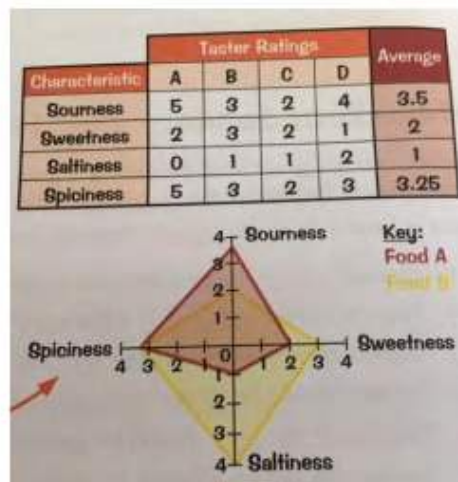 Taster Ratings
Average
Characteristic A B C D
Sourness 5 3 2 4 3.5
Sweetness 2 3 2 1 2
Saltiness 0 1 1 2 1
Spiciness 5 3 2 3 3.25
4 Sourness
Key:
3
Food A
2
Food B
1
Spiciness 0 Sweetness
4 3 2 1 1 2 3 4
1
2
3
4 Saltiness